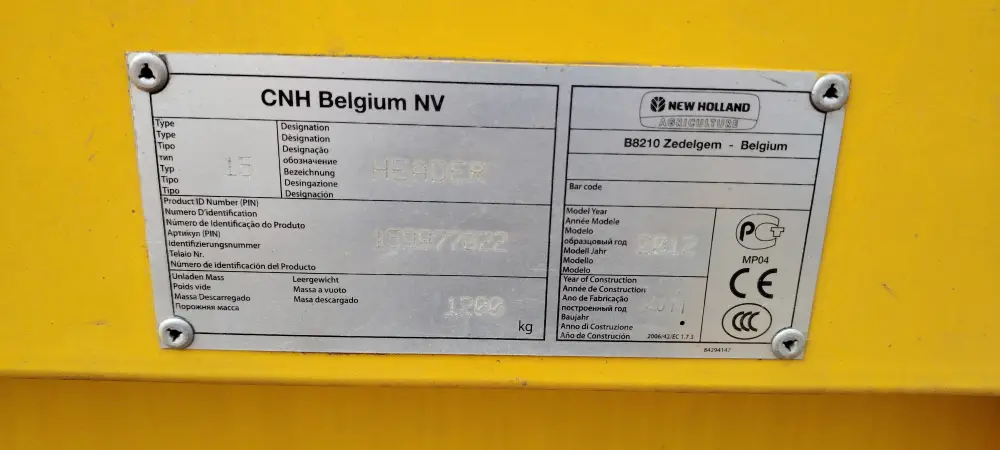 CNH Belgium NV
Type
Type
Tipo
тип
Typ
Tipo
Tipo
15
Designation
Dèsignation
Designação
обозначение
Bezeichnung
Desingazione
Designación
HEADER
Product ID Number (PIN)
Numero D'identification
Número de Identificação do Produto
Артикул (PIN)
Identifizierungsnummer
Telaio Nr.
Número de identificación del Producto
Unladen Mass
Poids vide
Massa Descarregado
Порожняя масса
Leergewicht
Massa a vuoto
Masa descargado
1200
kg
NEW HOLLAND
AGRICULTURE
B8210 Zedelgem - Belgium
Bar code
Model Year
Année Modele
Modelo
образцовый год
Modell Jahr
Modello
Modelo
2012
Year of Construction
Année de Construction
Ano de Fabricação
построенный год
Baujahr
Anno di Costruzione
Año de Construción
2011
2006/42/EC 1.7.3
PCT
MP04
CE
CCC
84294147